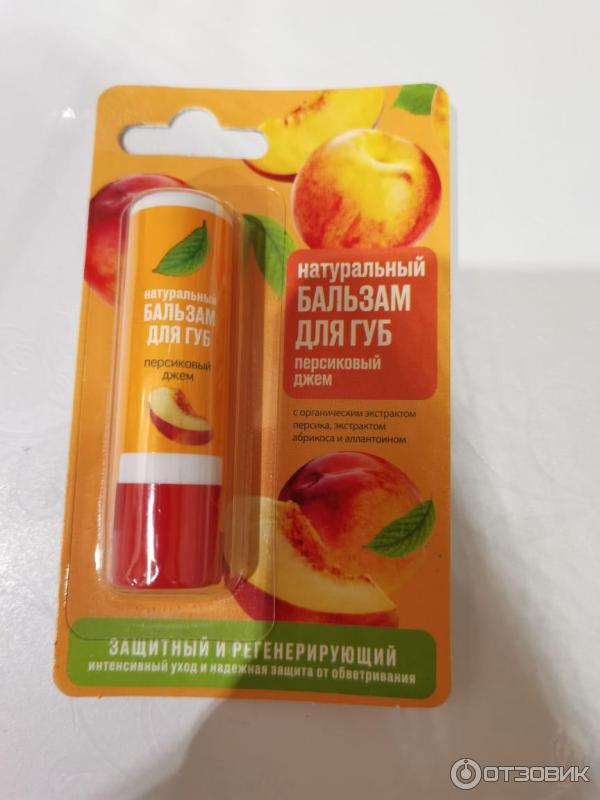 натуральный
БАЛЬЗАМ
ДЛЯ ГУБ
персиковый
джем
натуральный
БАЛЬЗАМ
ДЛЯ ГУБ
персиковый
джем
с органическим экстрактом
персика, экстрактом
абрикоса и аллантоином
ЗАЩИТНЫЙ И РЕГЕНЕРИРУЮЩИЙ
интенсивный уход и надежная защита от обветривания
ОТЗОВИК